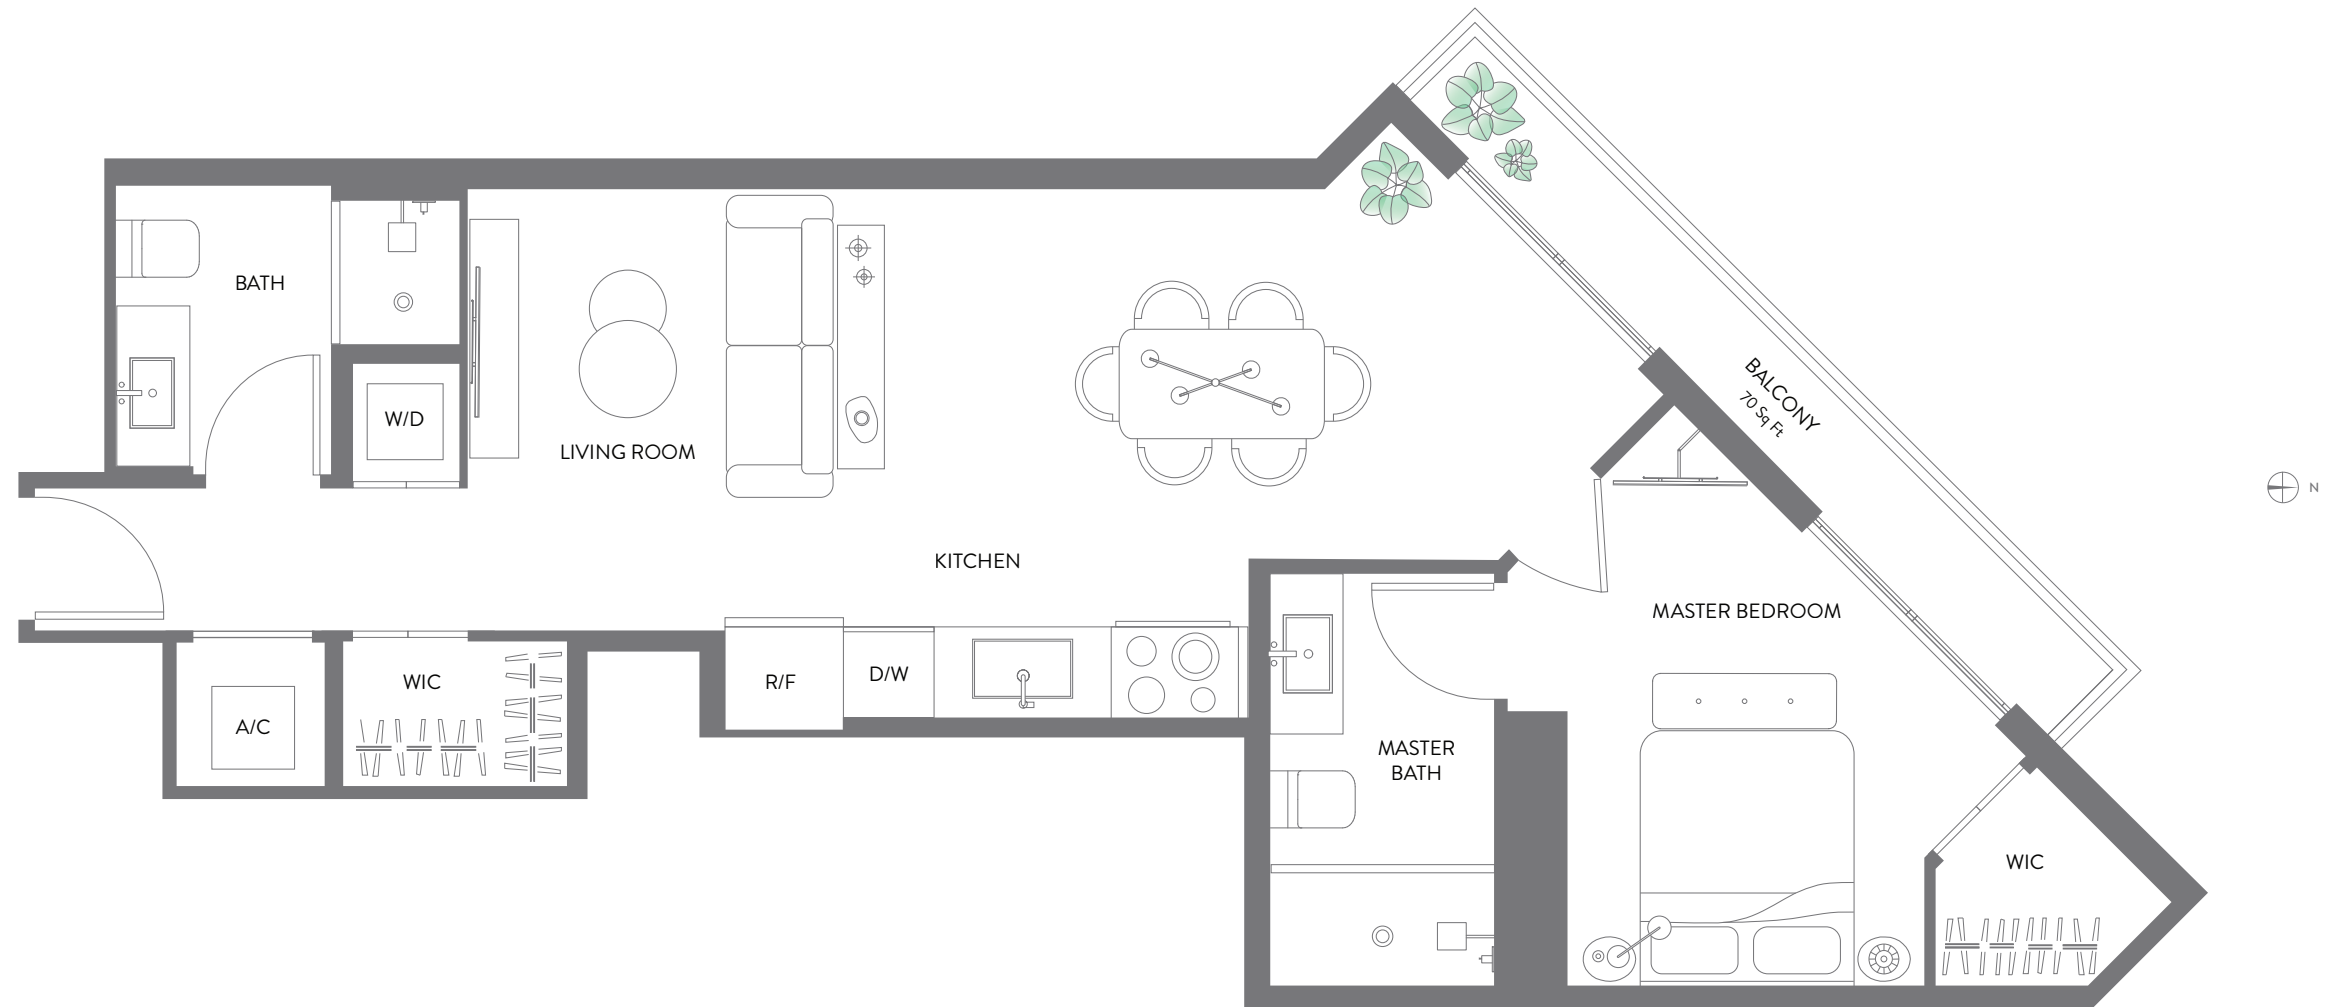 BATH
W/D
LIVING ROOM
KITCHEN
BALCONY
70 Sq Ft
N
MASTER BEDROOM
WIC
R/F
D/W
A/C
MASTER
BATH
WIC